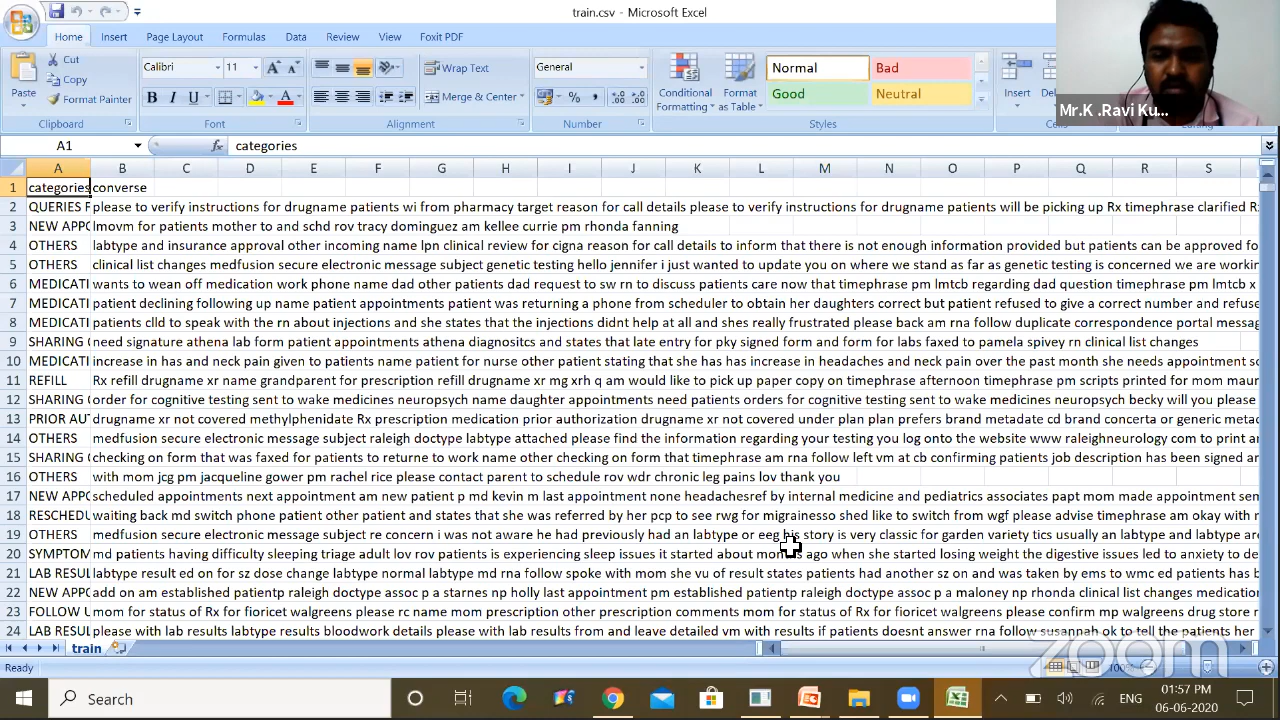 train.csv - Microsoft Excel
Home Insert Page Layout Formulas Data Review View Foxit PDF
Cut
Copy
Format Painter
Paste
Clipboard
Calibri 11
B I U
Font
Wrap Text
Merge & Center
Alignment
General
Number
Conditional Formatting
Format as Table
Normal Bad
Good Neutral
Styles
Insert
Mr.K .Ravi Ku...
A1 fx categories
A B C D E F G H I J K L M N O P Q R S
1 categories converse
2 QUERIES F please to verify instructions for drugname patients wi from pharmacy target reason for call details please to verify instructions for drugname patients will be picking up Rx timephrase clarified
3 NEW APPO lmovm for patients mother to and schd rov tracy dominguez am kellee currie pm rhonda fanning
4 OTHERS labtype and insurance approval other incoming name lpn clinical review for cigna reason for call details to inform that there is not enough information provided but patients can be approved fo
5 OTHERS clinical list changes medfusion secure electronic message subject genetic testing hello jennifer i just wanted to update you on where we stand as far as genetic testing is concerned we are workin
6 MEDICATI wants to wean off medication work phone name dad other patients dad request to sw rn to discuss patients care now that timephrase pm lmtcb regarding dad question timephrase pm lmtcb x
7 MEDICATI patient declining following up name patient appointments patient was returning a phone from scheduler to obtain her daughters correct but patient refused to give a correct number and refuse
8 MEDICATI patients clld to speak with the rn about injections and she states that the injections didnt help at all and shes really frustrated please back am rna follow duplicate correspondence portal messag
9 SHARING need signature athena lab form patient appointments athena diagnositcs and states that late entry for pky signed form and form for labs faxed to pamela spivey rn clinical list changes
10 MEDICATI increase in has and neck pain given to patients name patient for nurse other patient stating that she has has increase in headaches and neck pain over the past month she needs appointment sc
11 REFILL Rx refill drugname xr name grandparent for prescription refill drugname xr mg xrh q am would like to pick up paper copy on timephrase afternoon timephrase pm scripts printed for mom maur
12 SHARING order for cognitive testing sent to wake medicines neuropsych name daughter appointments need patients orders for cognitive testing sent to wake medicines neuropsych becky will you please
13 PRIOR AUT drugname xr not covered methylphenidate Rx prescription medication prior authorization drugname xr not covered under plan plan prefers brand metadate cd brand concerta or generic meta
14 OTHERS medfusion secure electronic message subject raleigh doctype labtype attached please find the information regarding your testing you log onto the website www raleighneurology com to print a
15 SHARING checking on form that was faxed for patients to returne to work name other checking on form that timephrase am rna follow left vm at cb confirming patients job description has been signed an
16 OTHERS with mom jcg pm jacqueline gower pm rachel rice please contact parent to schedule rov wdr chronic leg pains lov thank you
17 NEW APPO scheduled appointments next appointment am new patient p md kevin m last appointment none headachesref by internal medicine and pediatrics associates papt mom made appointment sem
18 RESCHEDU waiting back md switch phone patient other patient and states that she was referred by her pcp to see rwg for migrainesso shed like to switch from wgf please advise timephrase am okay with
19 OTHERS medfusion secure electronic message subject re concern i was not aware he had previously had an labtype or eeg his story is very classic for garden variety tics usually an labtype and labtype are
20 SYMPTOM md patients having difficulty sleeping triage adult lov rov patients is experiencing sleep issues it started about months ago when she started losing weight the digestive issues led to anxiety to de
21 LAB RESUL labtype result ed on for sz dose change labtype normal labtype md rna follow spoke with mom she vu of result states patients had another sz on and was taken by ems to wmc ed patients has b
22 NEW APPO add on am established patientp raleigh doctype assoc p a starnes np holly last appointment pm established patientp raleigh doctype assoc p a maloney np rhonda clinical list changes medication
23 FOLLOW U mom for status of Rx for fioricet walgreens please rc name mom prescription other prescription comments mom for status of Rx for fioricet walgreens please confirm mp walgreens drug store r
24 LAB RESUL please with lab results labtype results bloodwork details please with lab results from and leave detailed vm with results if patients doesnt answer rna follow susannah ok to tell the patients her
train
zoom
Ready 100%
Search ENG 01:57 PM
06-06-2020